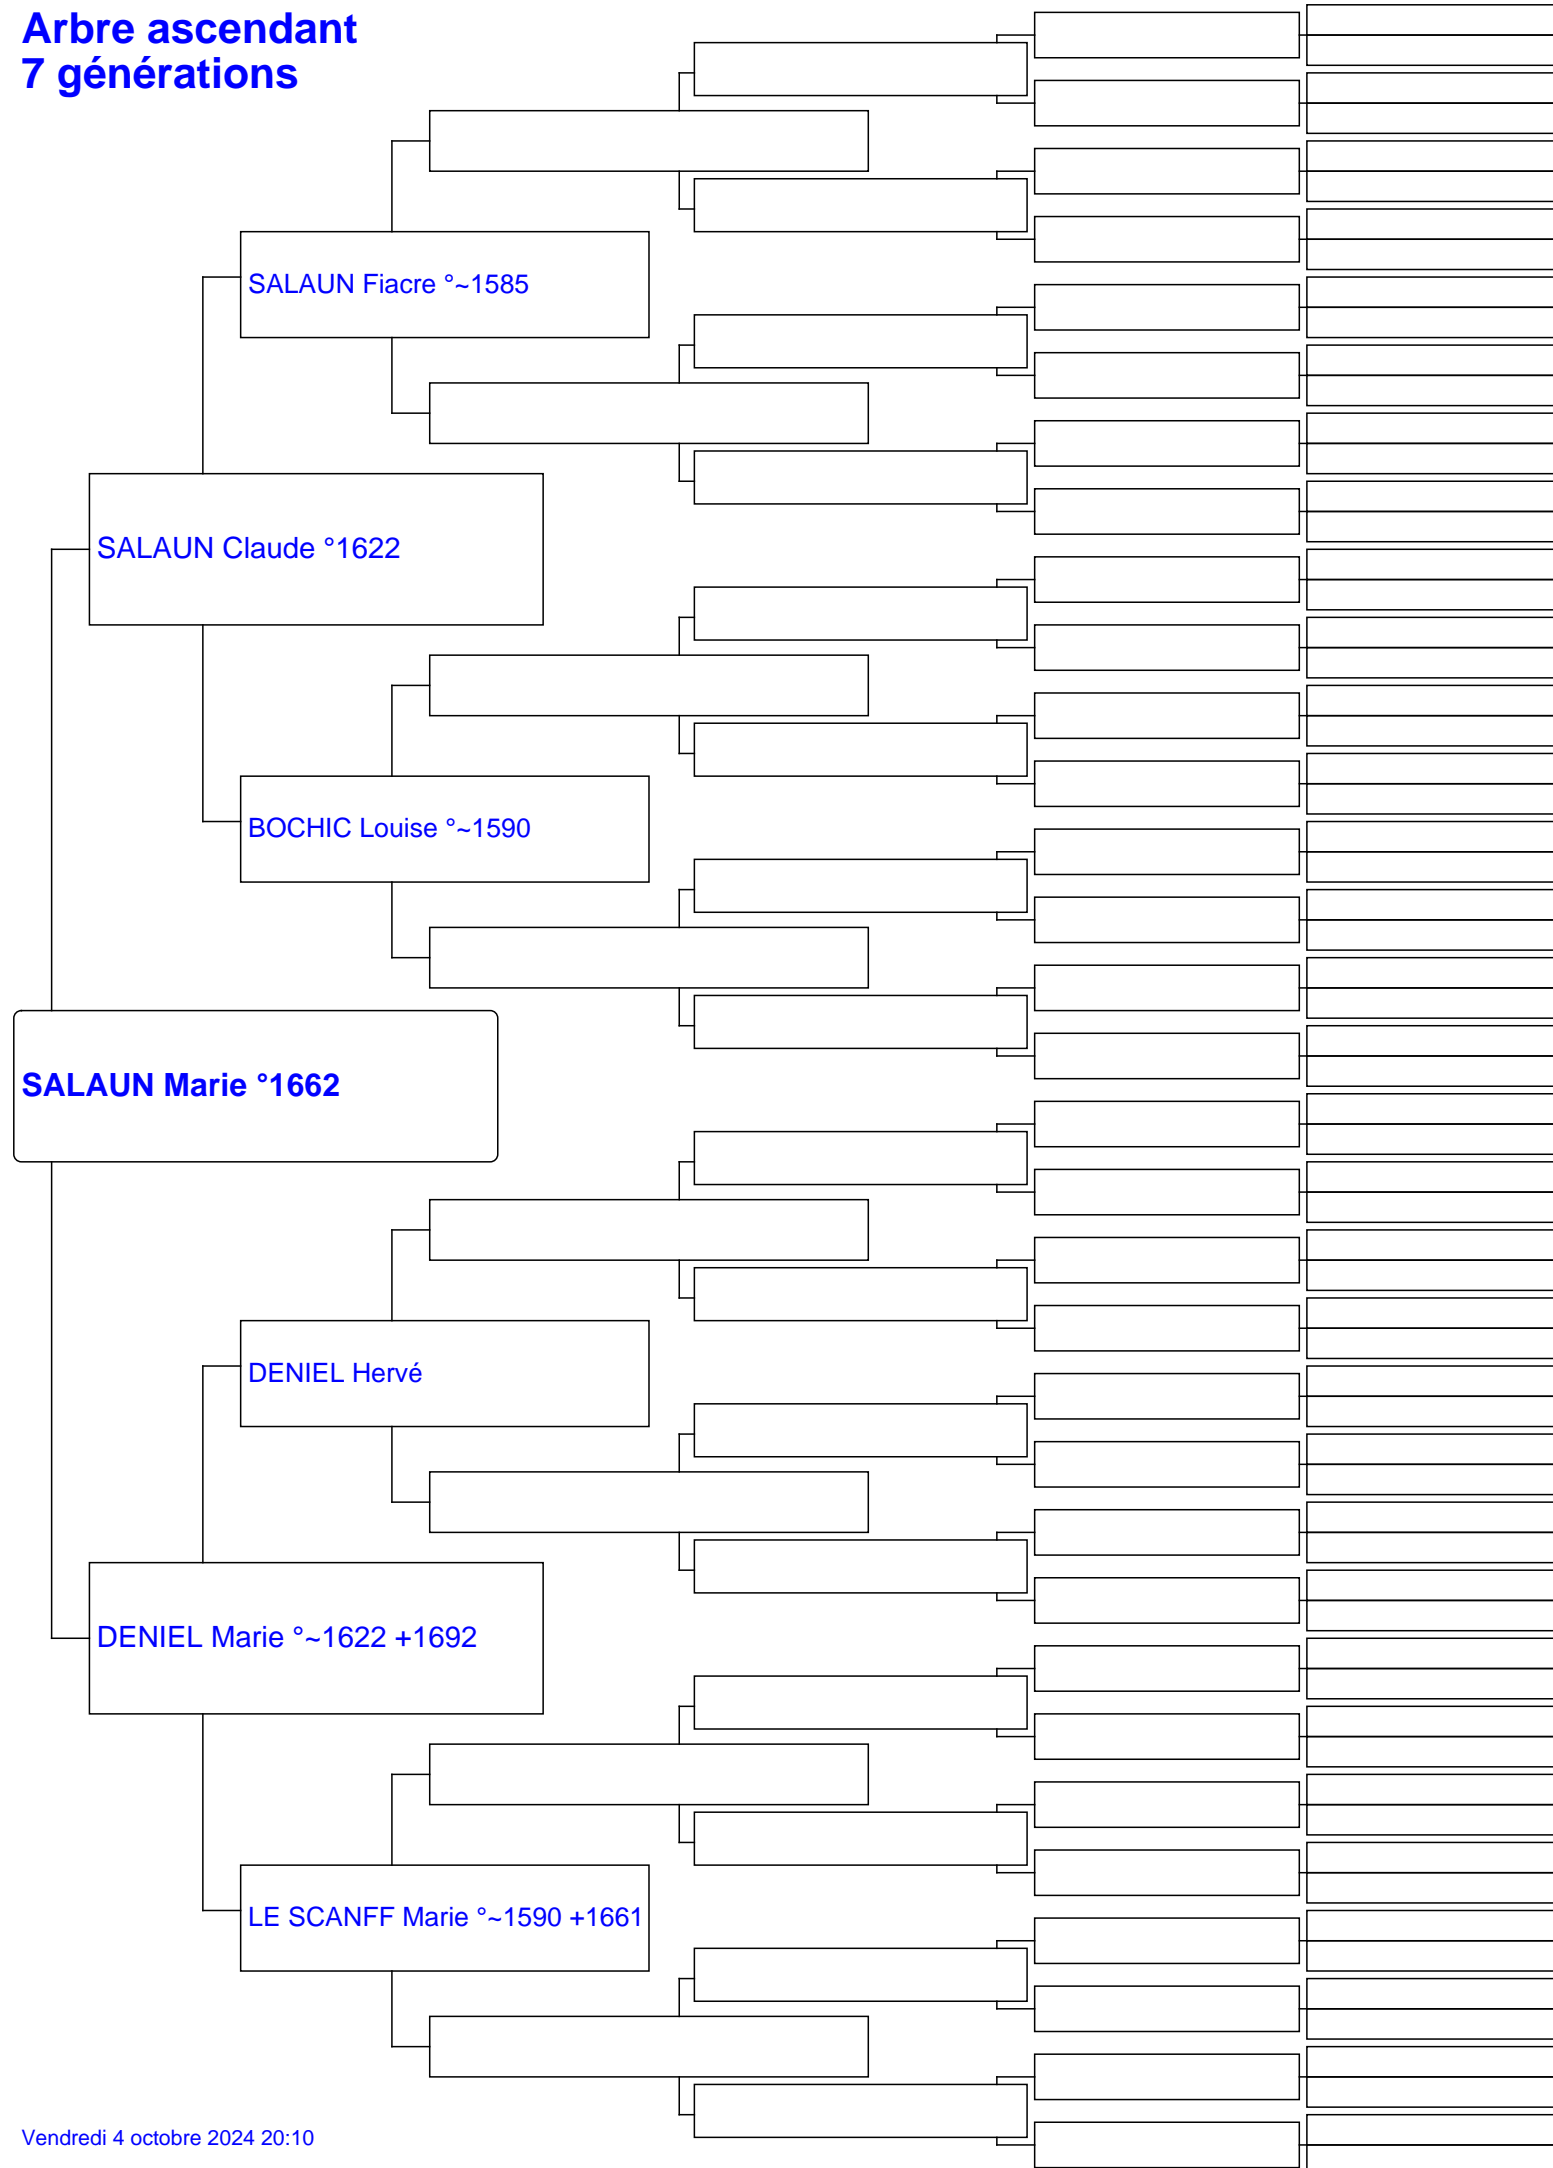 Arbre ascendant
7 générations
SALAUN Fiacre °~1585
SALAUN Claude °1622
BOCHIC Louise °~1590
SALAUN Marie °1662
DENIEL Hervé
DENIEL Marie °~1622 +1692
LE SCANFF Marie °~1590 +1661
Vendredi 4 octobre 2024 20:10